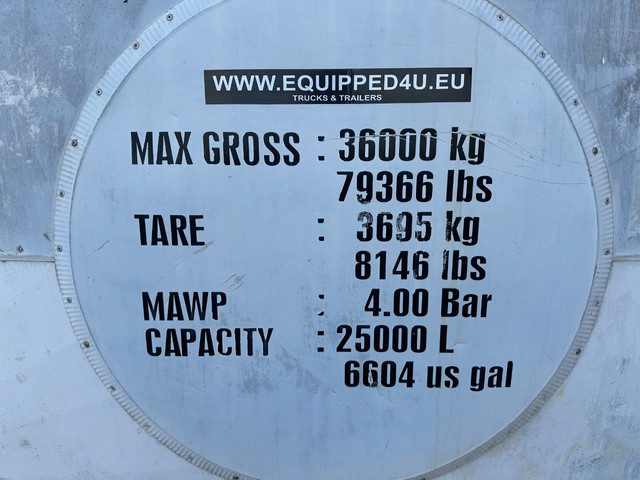 WWW.EQUIPPED4U.EU
TRUCKS & TRAILERS
MAX GROSS : 36000 kg
79366 lbs
TARE : 3695 kg
8146 lbs
MAWP : 4.00 Bar
CAPACITY : 25000 L
6604 us gal